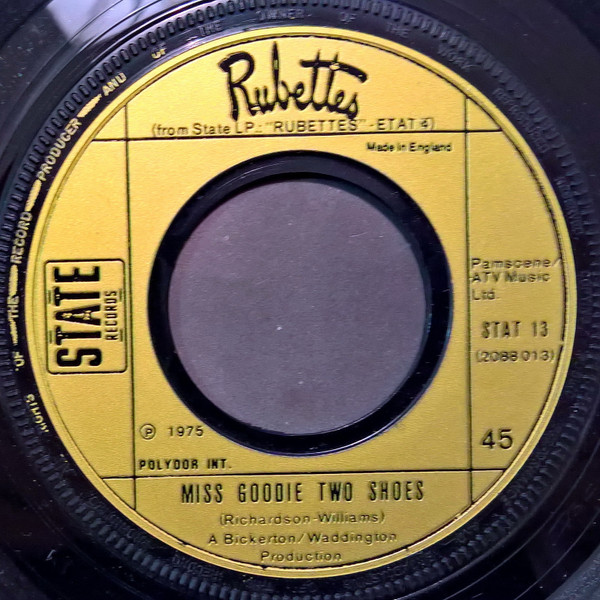 Rubettes
(from State LP.: "RUBETTES" - ETAT 4)
Made in England
Pamscene/
ATV Music
Ltd.
STAT 13
(2088 013)
STATE
RECORDS
℗ 1975
45
POLYDOR INT.
MISS GOODIE TWO SHOES
(Richardson-Williams)
A Bickerton/Waddington
Production
RIGHTS OF THE RECORD PRODUCER AND OF THE OWNER OF THE WORK